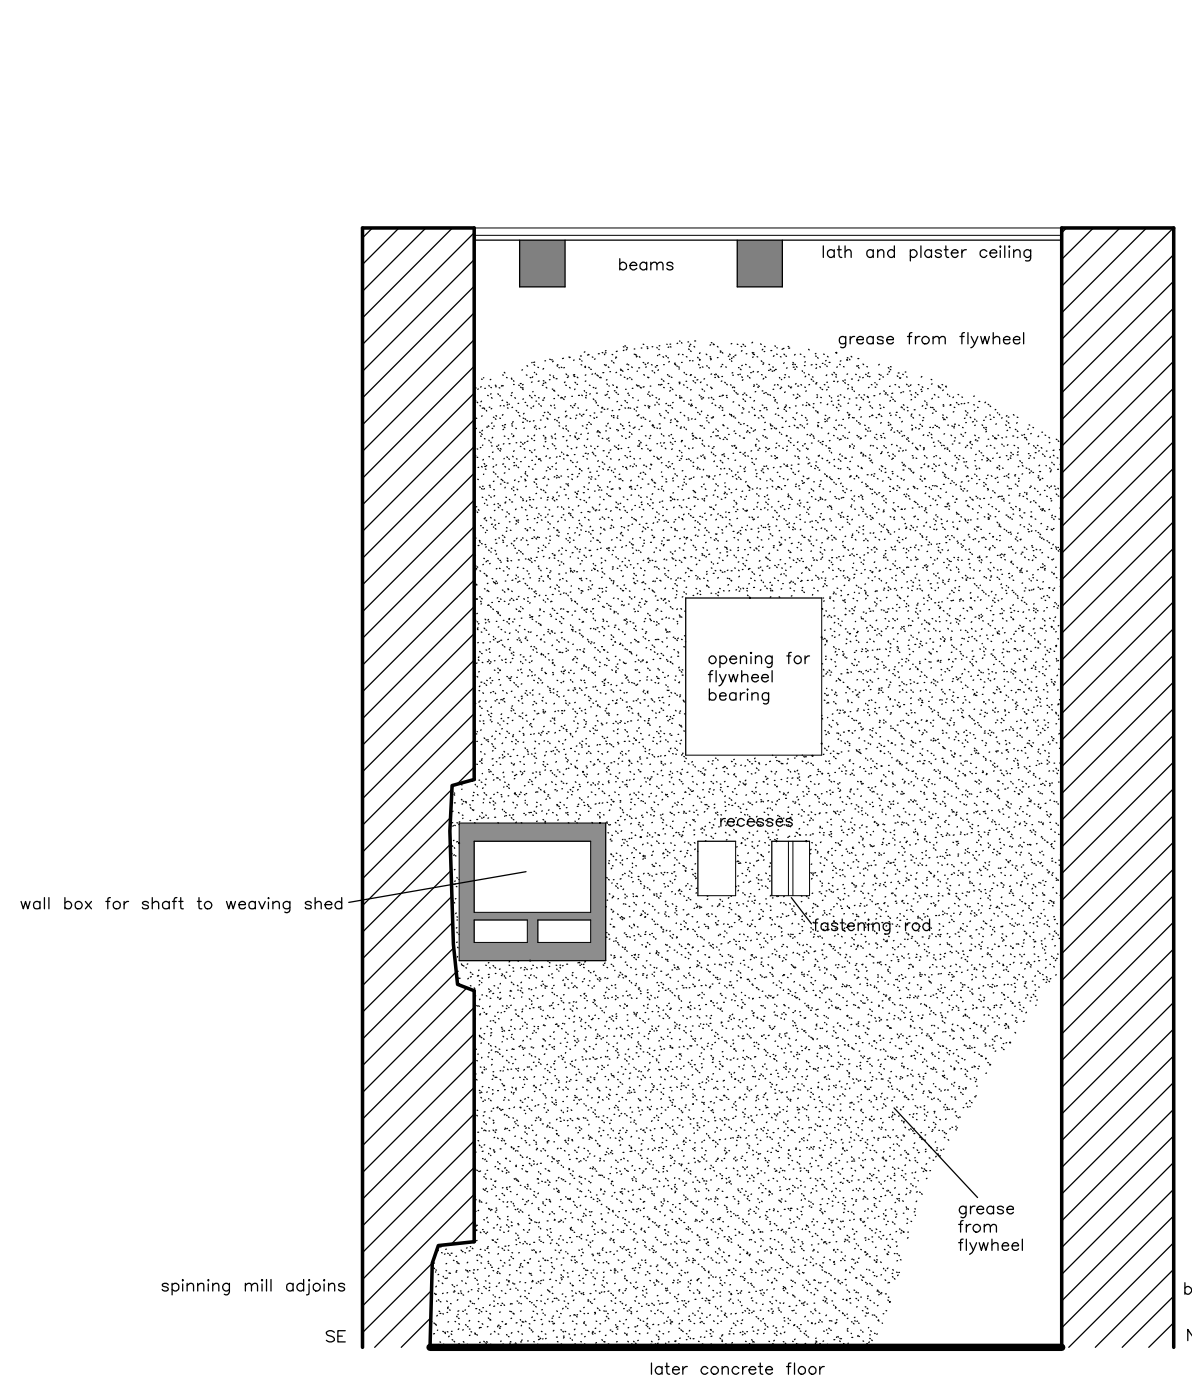 beams
lath and plaster ceiling
grease from flywheel
opening for
flywheel
bearing
recesses
wall box for shaft to weaving shed
fastening rod
grease
from
flywheel
spinning mill adjoins
b
SE
N
later concrete floor